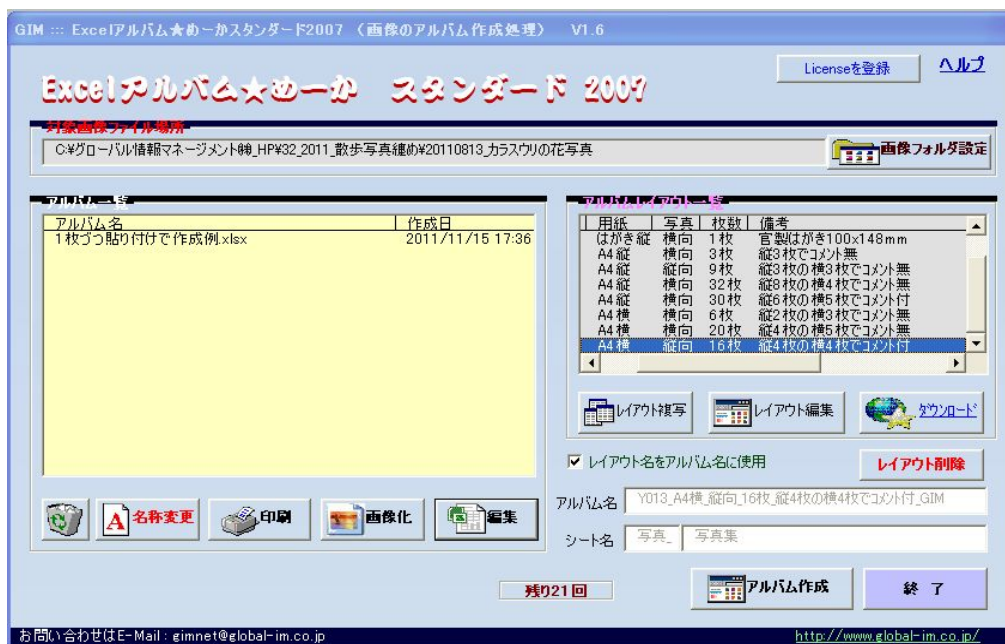 GIM ::: Excelアルバム★めーかスタンダード2007 (画像のアルバム作成処理) V1.6
Excelアルバム★めーか スタンダード 2007
Licenseを登録 ヘルプ
対象画像ファイル場所
C:¥グローバル情報マネージメント㈱_HP¥32_2011_散歩写真纏め¥20110813_カラスウリの花写真
画像フォルダ設定
アルバム一覧
アルバム名 作成日
1枚づつ貼り付けで作成例.xlsx 2011/11/15 17:36
名称変更 印刷 画像化 編集
アルバムレイアウト一覧
用紙 写真 枚数 備考
はがき縦 横向 1枚 官製はがき100x148mm
A4縦 横向 3枚 縦3枚でコメント無
A4縦 縦向 9枚 縦3枚の横3枚でコメント無
A4縦 横向 32枚 縦8枚の横4枚でコメント無
A4縦 横向 30枚 縦6枚の横5枚でコメント付
A4横 横向 6枚 縦2枚の横3枚でコメント無
A4横 横向 20枚 縦4枚の横5枚でコメント無
A4横 縦向 16枚 縦4枚の横4枚でコメント付
レイアウト複写 レイアウト編集 ダウンロード
レイアウト名をアルバム名に使用 レイアウト削除
アルバム名 Y013_A4横_縦向_16枚_縦4枚の横4枚でコメント付_GIM
シート名 写真_ 写真集
残り21回 アルバム作成 終 了
お問い合わせはE-Mail : gimnet@global-im.co.jp http://www.global-im.co.jp/